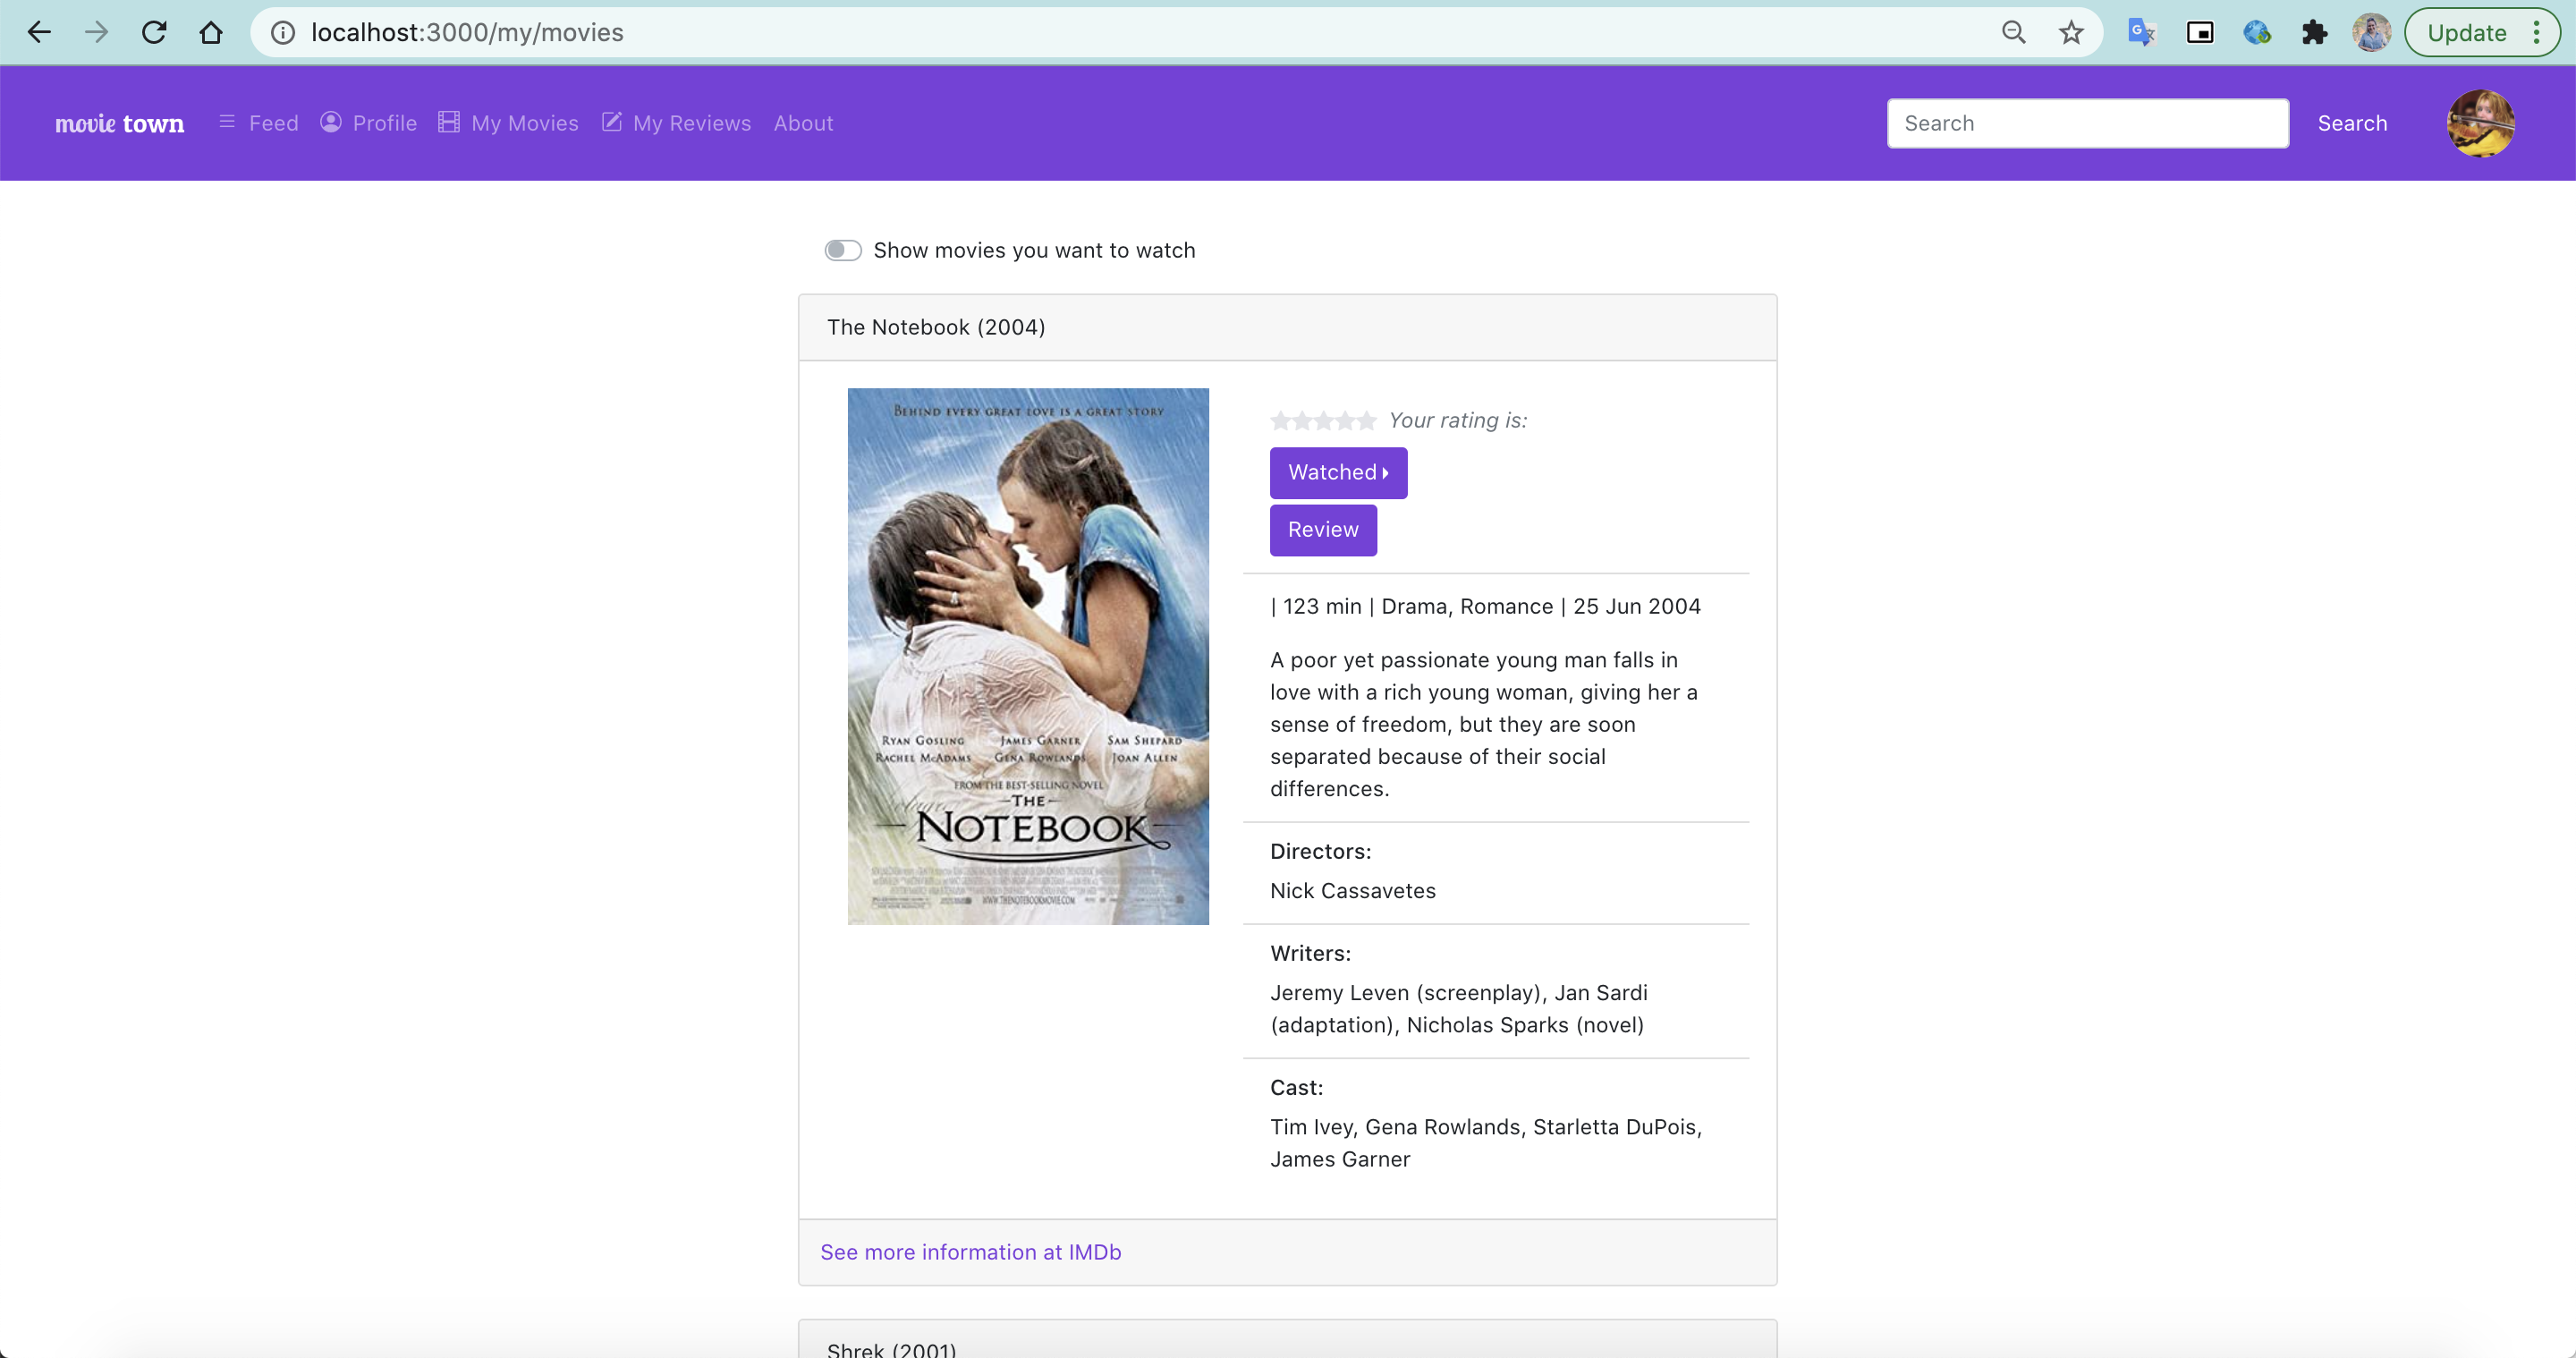 localhost:3000/my/movies
Update
movie town
Feed
Profile
My Movies
My Reviews
About
Search
Search
Show movies you want to watch
The Notebook (2004)
BEHIND EVERY GREAT LOVE IS A GREAT STORY
RYAN GOSLING JAMES GARNER SAM SHEPARD
RACHEL MCADAMS GENA ROWLANDS JOAN ALLEN
FROM THE BEST-SELLING NOVEL
THE
NOTEBOOK
WWW.THENOTEBOOKMOVIE.COM
Your rating is:
Watched
Review
| 123 min | Drama, Romance | 25 Jun 2004
A poor yet passionate young man falls in
love with a rich young woman, giving her a
sense of freedom, but they are soon
separated because of their social
differences.
Directors:
Nick Cassavetes
Writers:
Jeremy Leven (screenplay), Jan Sardi
(adaptation), Nicholas Sparks (novel)
Cast:
Tim Ivey, Gena Rowlands, Starletta DuPois,
James Garner
See more information at IMDb
Shrek (2001)